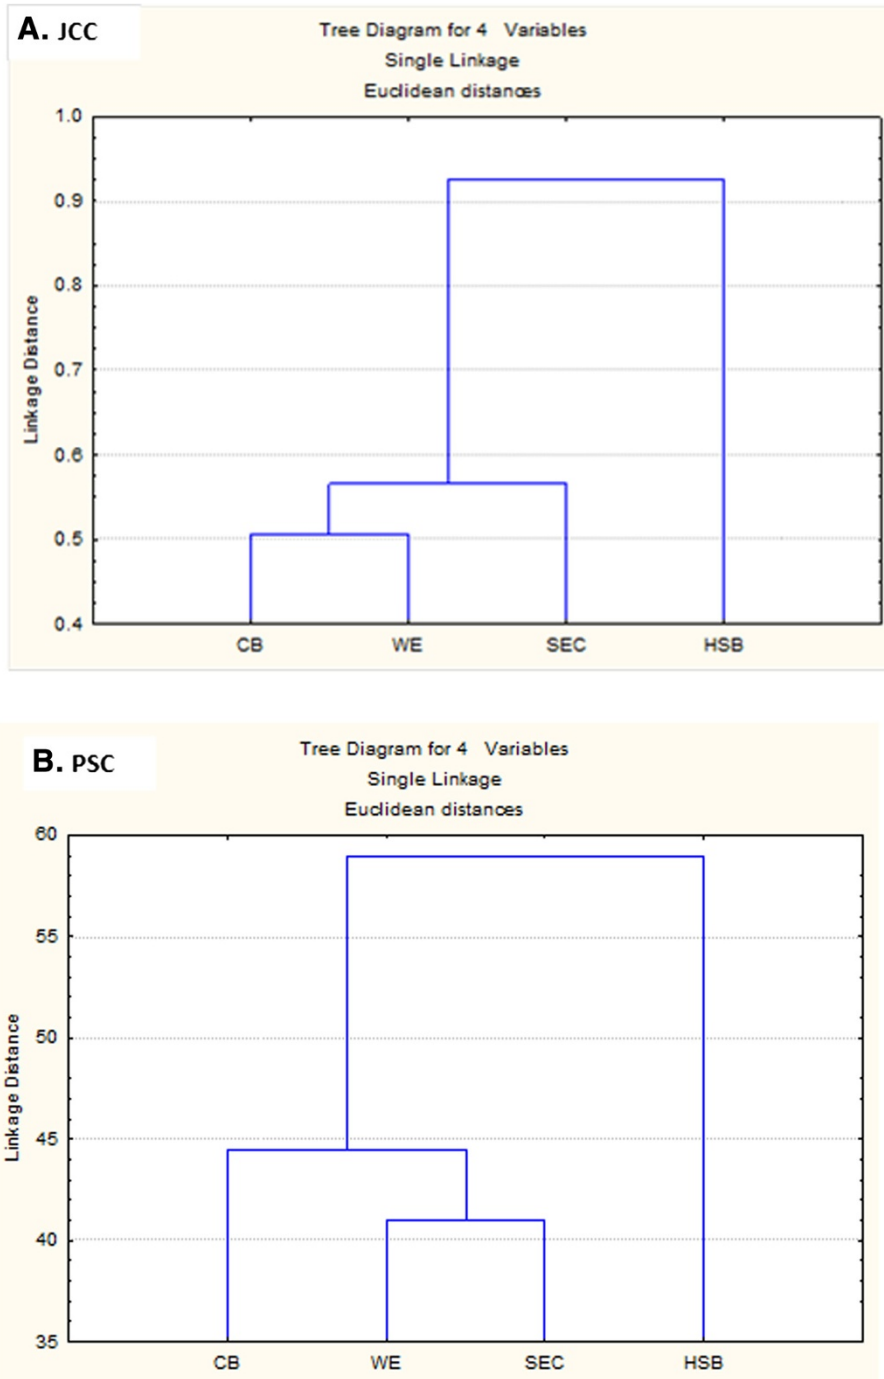 A. JCC
Tree Diagram for 4 Variables
Single Linkage
Euclidean distances
1.0
0.9
0.8
0.7
0.6
0.5
0.4
Linkage Distance
CB WE SEC HSB
B. PSC
Tree Diagram for 4 Variables
Single Linkage
Euclidean distances
60
55
50
45
40
35
Linkage Distance
CB WE SEC HSB